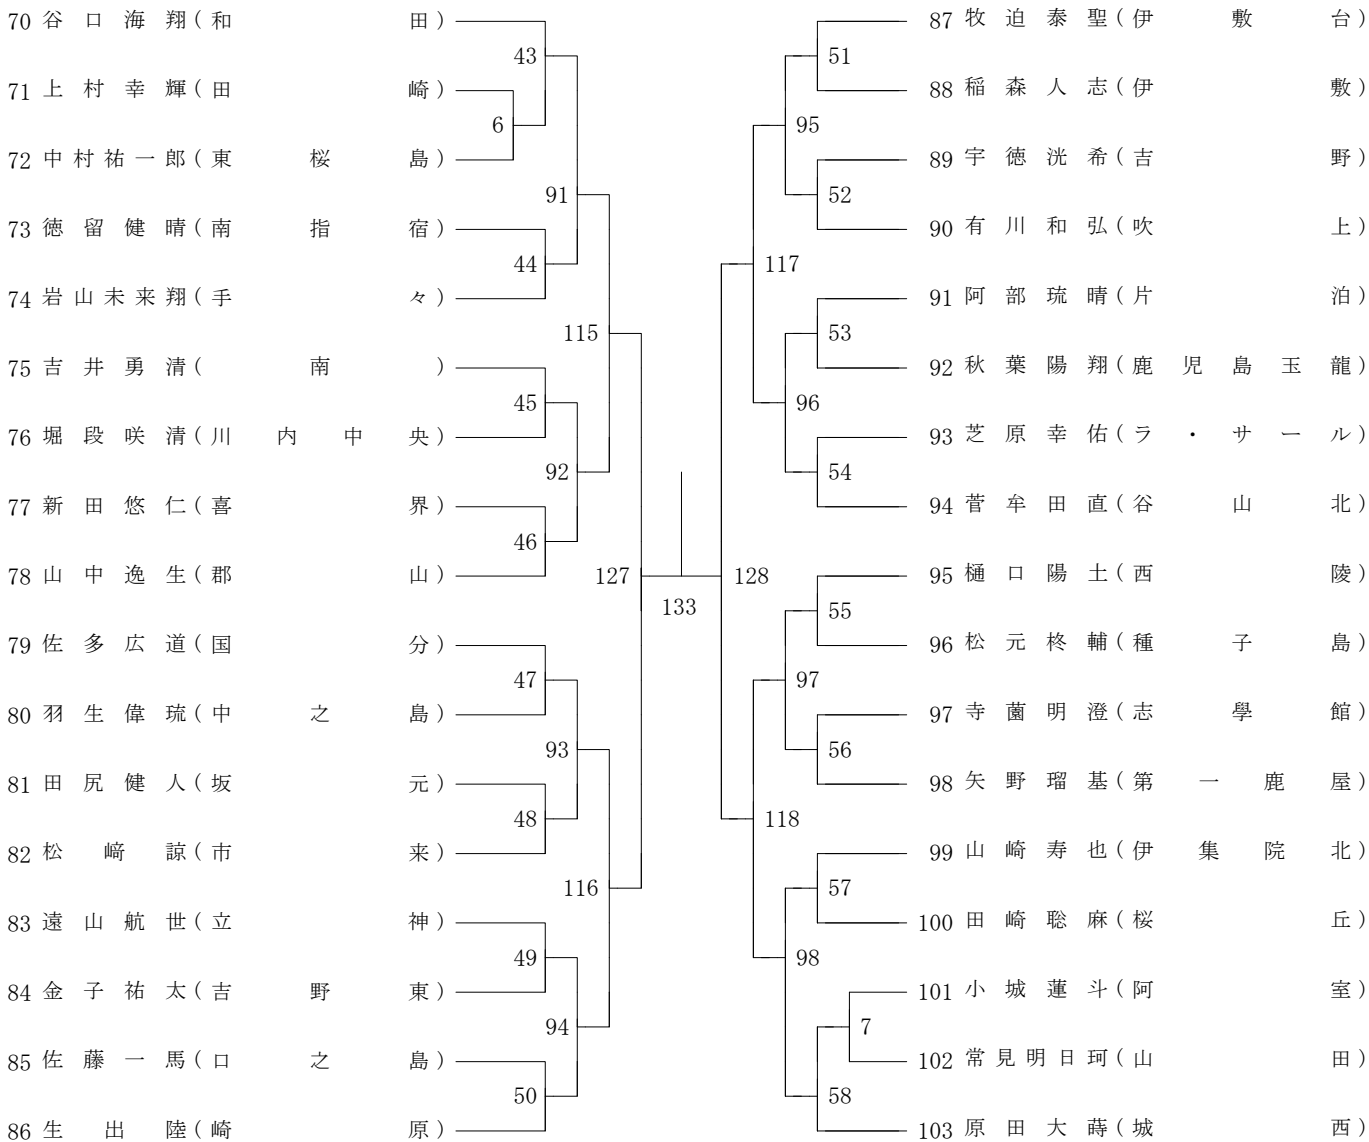 70 谷口海翔(和田)
43
71 上村幸輝(田崎)
6
72 中村祐一郎(東桜島)
91
73 徳留健晴(南指宿)
44
74 岩山未来翔(手々)
115
75 吉井勇清(南)
45
76 堀段咲清(川内中央)
92
77 新田悠仁(喜界)
46
78 山中逸生(郡山)
127
133
79 佐多広道(国分)
47
80 羽生偉琉(中之島)
93
81 田尻健人(坂元)
48
82 松﨑諒(市来)
116
83 遠山航世(立神)
49
84 金子祐太(吉野東)
94
85 佐藤一馬(口之島)
50
86 生出陸(崎原)
87 牧迫泰聖(伊敷台)
51
88 稲森人志(伊敷)
95
89 宇徳洸希(吉野)
52
90 有川和弘(吹上)
117
91 阿部琉晴(片泊)
53
92 秋葉陽翔(鹿児島玉龍)
96
93 芝原幸佑(ラ・サール)
54
94 菅牟田直(谷山北)
128
95 樋口陽土(西陵)
55
96 松元柊輔(種子島)
97
97 寺薗明澄(志學館)
56
98 矢野瑠基(第一鹿屋)
118
99 山崎寿也(伊集院北)
57
100 田崎聡麻(桜丘)
98
101 小城蓮斗(阿室)
7
102 常見明日珂(山田)
58
103 原田大蒔(城西)